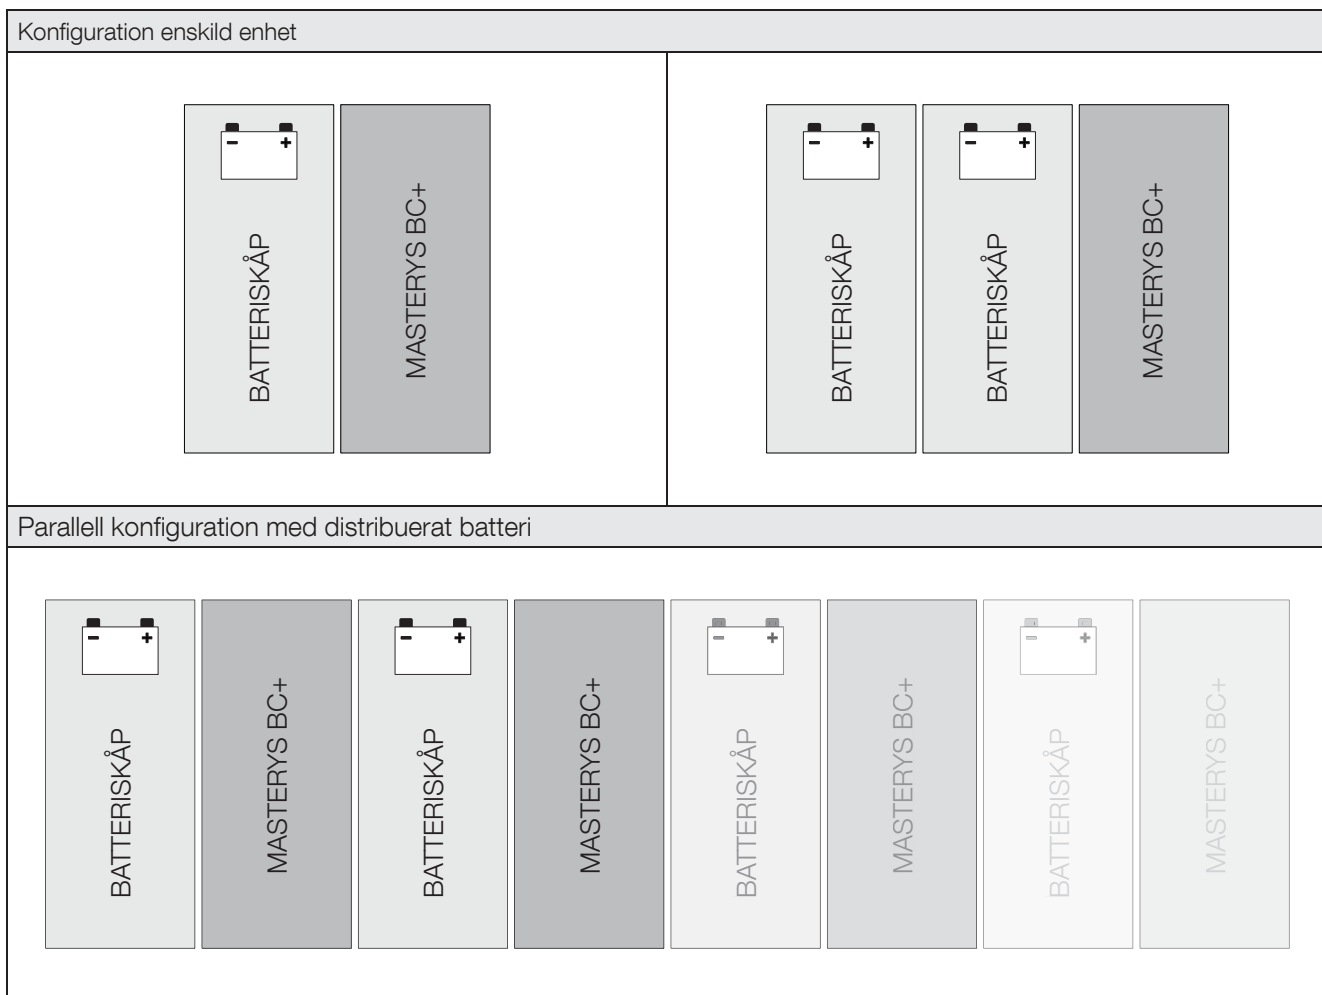 Konfiguration enskild enhet
BATTERISKÅP
MASTERYS BC+
BATTERISKÅP
BATTERISKÅP
MASTERYS BC+
Parallell konfiguration med distribuerat batteri
BATTERISKÅP
MASTERYS BC+
BATTERISKÅP
MASTERYS BC+
BATTERISKÅP
MASTERYS BC+
BATTERISKÅP
MASTERYS BC+